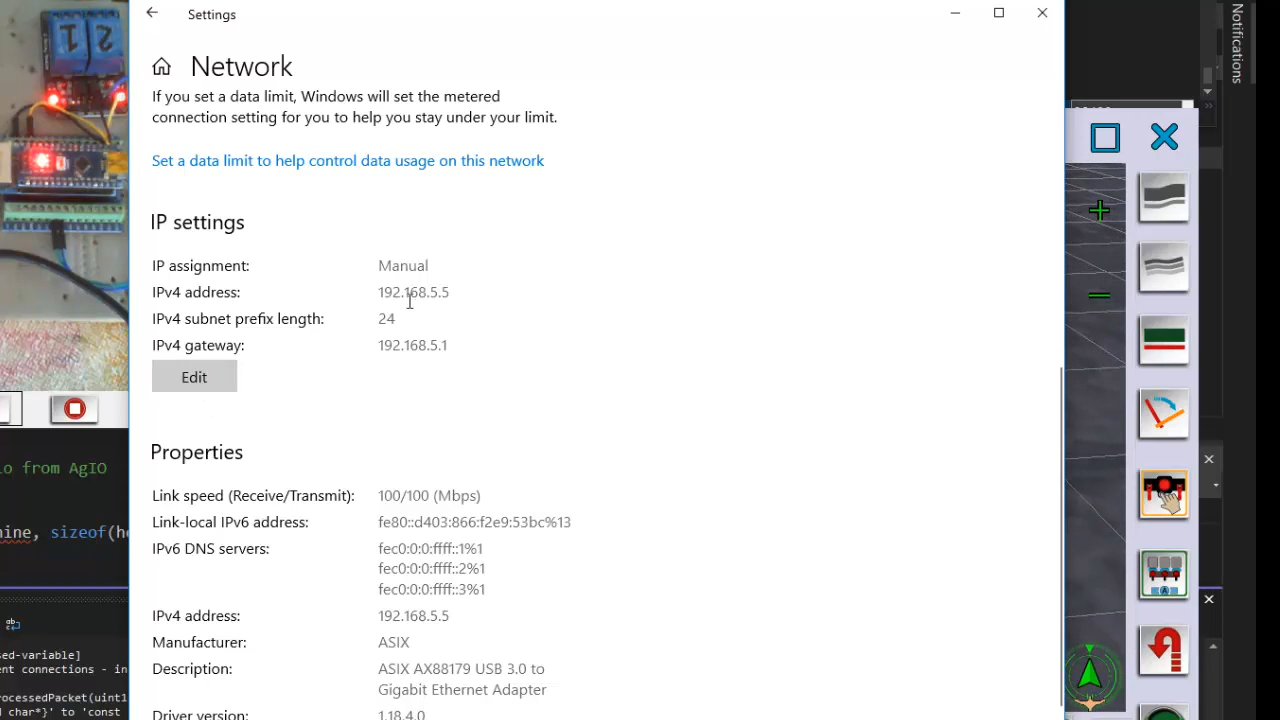 Settings
Network
If you set a data limit, Windows will set the metered
connection setting for you to help you stay under your limit.
Set a data limit to help control data usage on this network
IP settings
IP assignment: Manual
IPv4 address: 192.168.5.5
IPv4 subnet prefix length: 24
IPv4 gateway: 192.168.5.1
Edit
Properties
Link speed (Receive/Transmit): 100/100 (Mbps)
Link-local IPv6 address: fe80::d403:866:f2e9:53bc%13
IPv6 DNS servers: fec0:0:0:ffff::1%1
fec0:0:0:ffff::2%1
fec0:0:0:ffff::3%1
IPv4 address: 192.168.5.5
Manufacturer: ASIX
Description: ASIX AX88179 USB 3.0 to
Gigabit Ethernet Adapter
Driver version: 1.18.4.0
Notifications
1 2
lo from AgIO
ine, sizeof(he
sed-variable]
ent connections - in
rocessedPacket(uint1
d char*}' to 'const